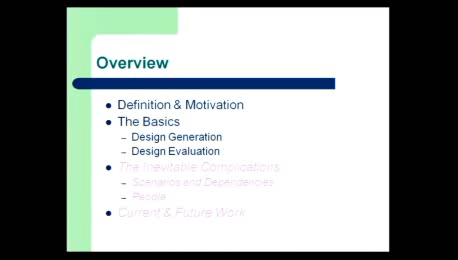 Overview
Definition & Motivation
The Basics
Design Generation
Design Evaluation
The Inevitable Complications
Scenarios and Dependencies
People
Current & Future Work